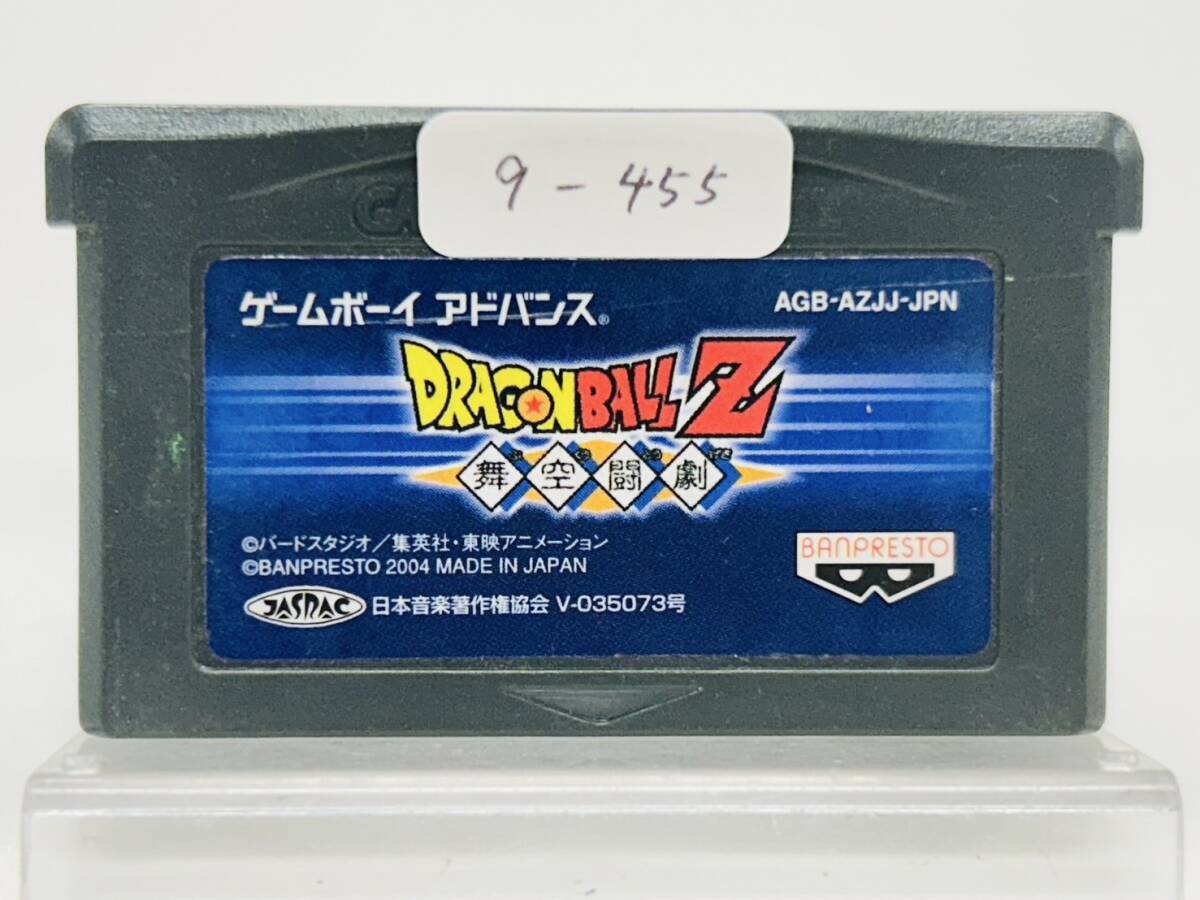 9-455
ゲームボーイ アドバンス®
AGB-AZJJ-JPN
DRAGONBALL Z
舞空闘劇
©バードスタジオ／集英社・東映アニメーション
©BANPRESTO 2004 MADE IN JAPAN
BANPRESTO
JASRAC 日本音楽著作権協会 V-035073号